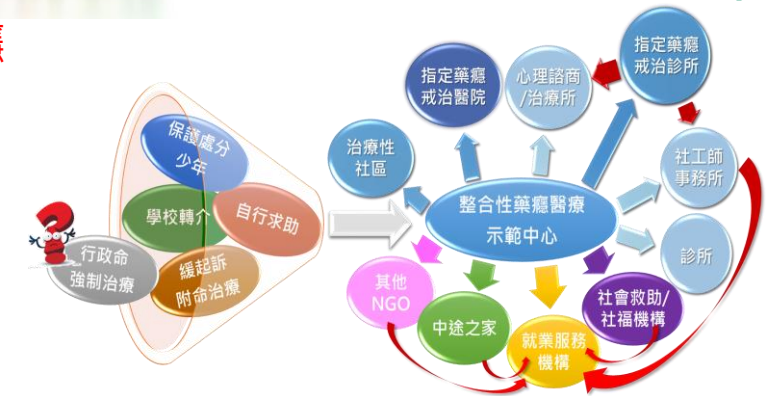 保護處分
少年
學校轉介
自行求助
行政命
強制治療
緩起訴
附命治療
治療性
社區
指定藥癮
戒治醫院
心理諮商
/治療所
指定藥癮
戒治診所
社工師
事務所
診所
整合性藥癮醫療
示範中心
其他
NGO
中途之家
就業服務
機構
社會救助/
社福機構